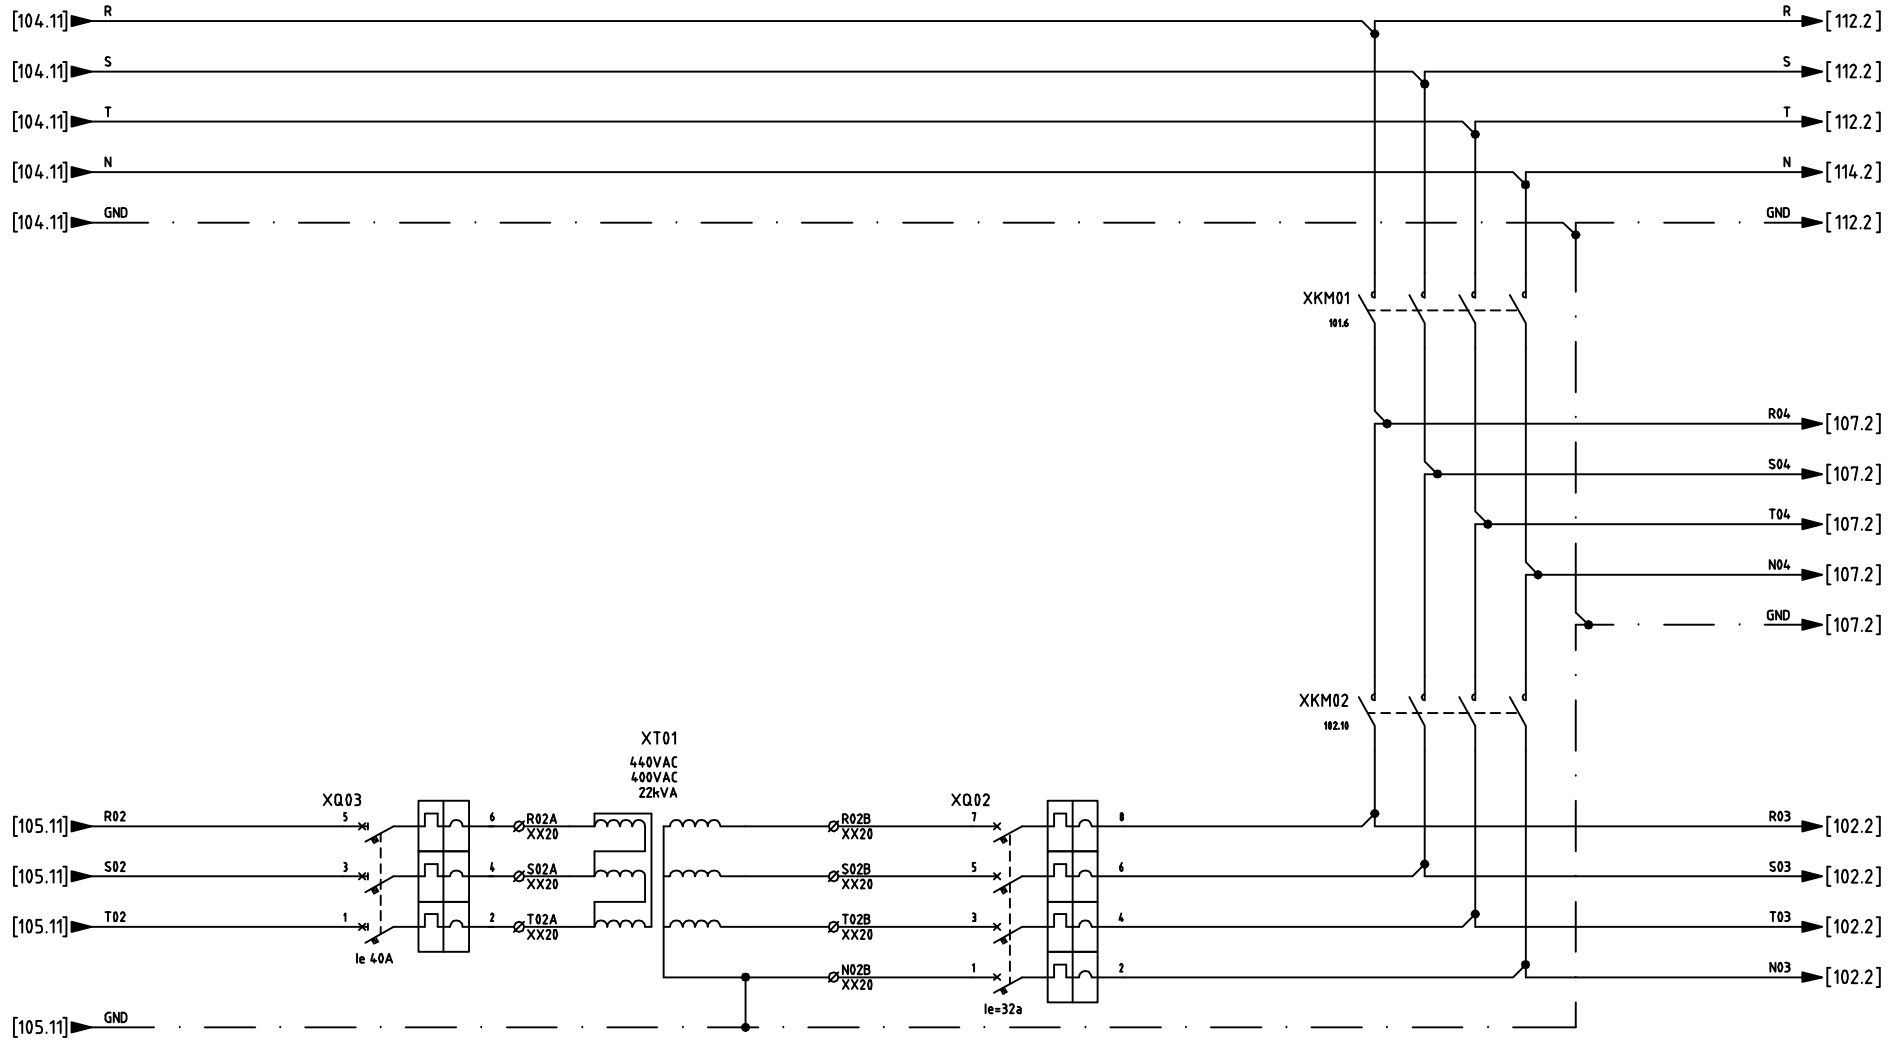 [104.11] R R [112.2]
[104.11] S S [112.2]
[104.11] T T [112.2]
[104.11] N N [114.2]
[104.11] GND GND [112.2]
XKM01
101.6
R04 [107.2]
S04 [107.2]
T04 [107.2]
N04 [107.2]
GND [107.2]
XKM02
102.10
XT01
440VAC
400VAC
22kVA
XQ03 XQ02
[105.11] R02 5 6 R02A R02B 7 8 R03 [102.2]
XX20 XX20
[105.11] S02 3 4 S02A S02B 5 6 S03 [102.2]
XX20 XX20
[105.11] T02 1 2 T02A T02B 3 4 T03 [102.2]
XX20 XX20
Ie 40A
N02B 1 2 N03 [102.2]
XX20
Ie=32a
[105.11] GND